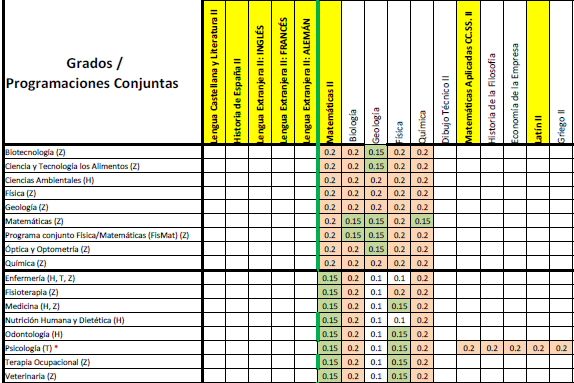 Grados /
Programaciones Conjuntas
Lengua Castellana y Literatura II
Historia de España II
Lengua Extranjera II: INGLÉS
Lengua Extranjera II: FRANCÉS
Lengua Extranjera II: ALEMÁN
Matemáticas II
Biología
Geología
Física
Química
Dibujo Técnico II
Matemáticas Aplicadas CC.SS. II
Historia de la Filosofía
Economía de la Empresa
Latín II
Griego II
Biotecnología (Z) 0.2 0.2 0.15 0.2 0.2
Ciencia y Tecnología los Alimentos (Z) 0.2 0.2 0.15 0.2 0.2
Ciencias Ambientales (H) 0.2 0.2 0.2 0.2 0.2
Física (Z) 0.2 0.2 0.2 0.2 0.2
Geología (Z) 0.2 0.2 0.2 0.2 0.2
Matemáticas (Z) 0.2 0.15 0.15 0.2 0.15
Programa conjunto Física/Matemáticas (FisMat) (Z) 0.2 0.15 0.15 0.2 0.2
Óptica y Optometría (Z) 0.2 0.2 0.15 0.2 0.2
Química (Z) 0.2 0.2 0.2 0.2 0.2
Enfermería (H, T, Z) 0.15 0.2 0.1 0.1 0.2
Fisioterapia (Z) 0.15 0.2 0.1 0.2 0.2
Medicina (H, Z) 0.15 0.2 0.1 0.15 0.2
Nutrición Humana y Dietética (H) 0.15 0.2 0.1 0.1 0.2
Odontología (H) 0.15 0.2 0.1 0.15 0.2
Psicología (T) * 0.15 0.2 0.1 0.15 0.2 0.2 0.2 0.2 0.2 0.2
Terapia Ocupacional (Z) 0.15 0.2 0.1 0.15 0.2
Veterinaria (Z) 0.15 0.2 0.1 0.15 0.2